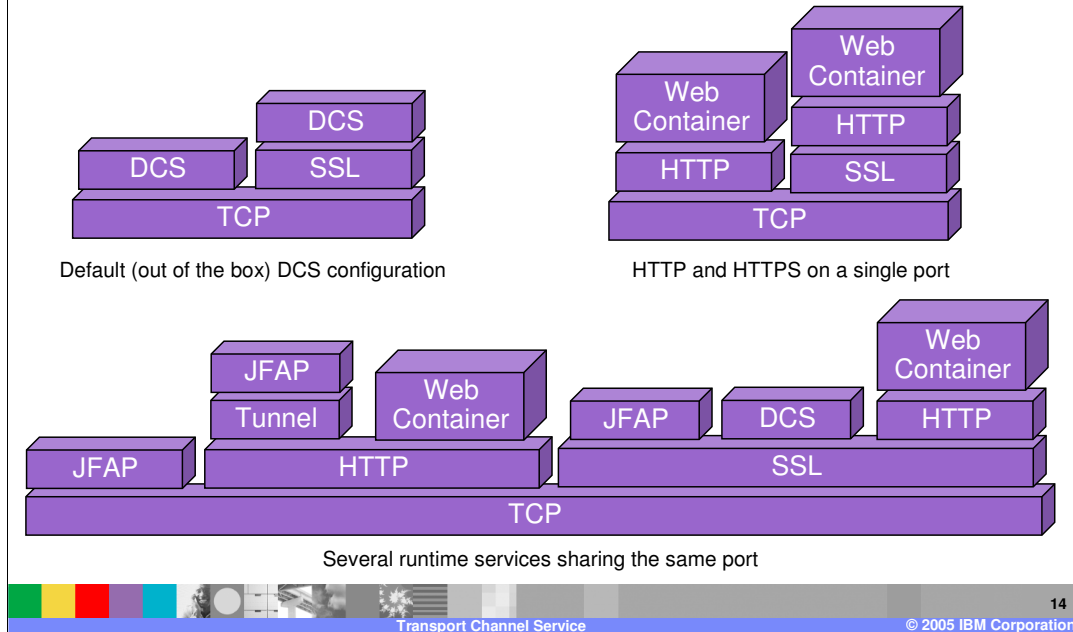 DCS
DCS
SSL
TCP
Default (out of the box) DCS configuration
Web
Container
Web
Container
HTTP
HTTP
SSL
TCP
HTTP and HTTPS on a single port
JFAP
JFAP
Tunnel
HTTP
Web
Container
JFAP
DCS
Web
Container
HTTP
SSL
TCP
Several runtime services sharing the same port
14
Transport Channel Service
© 2005 IBM Corporation